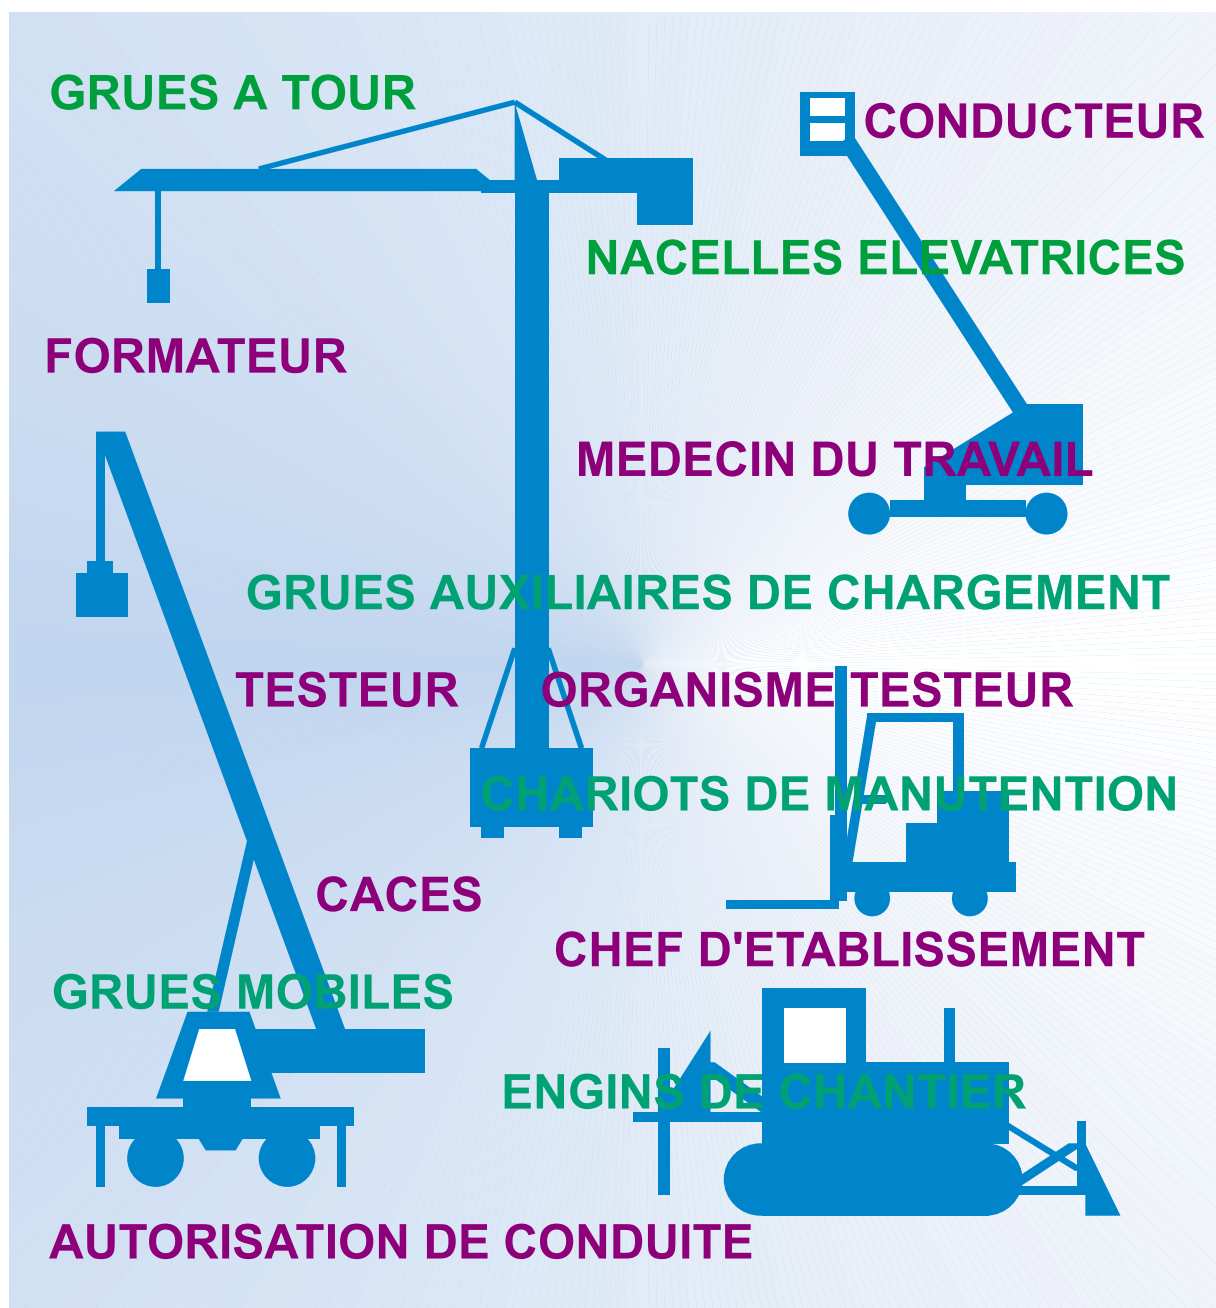 GRUES A TOUR
CONDUCTEUR
NACELLES ELEVATRICES
FORMATEUR
MEDECIN DU TRAVAIL
GRUES AUXILIAIRES DE CHARGEMENT
TESTEUR
ORGANISME TESTEUR
CHARIOTS DE MANUTENTION
CACES
CHEF D'ETABLISSEMENT
GRUES MOBILES
ENGINS DE CHANTIER
AUTORISATION DE CONDUITE